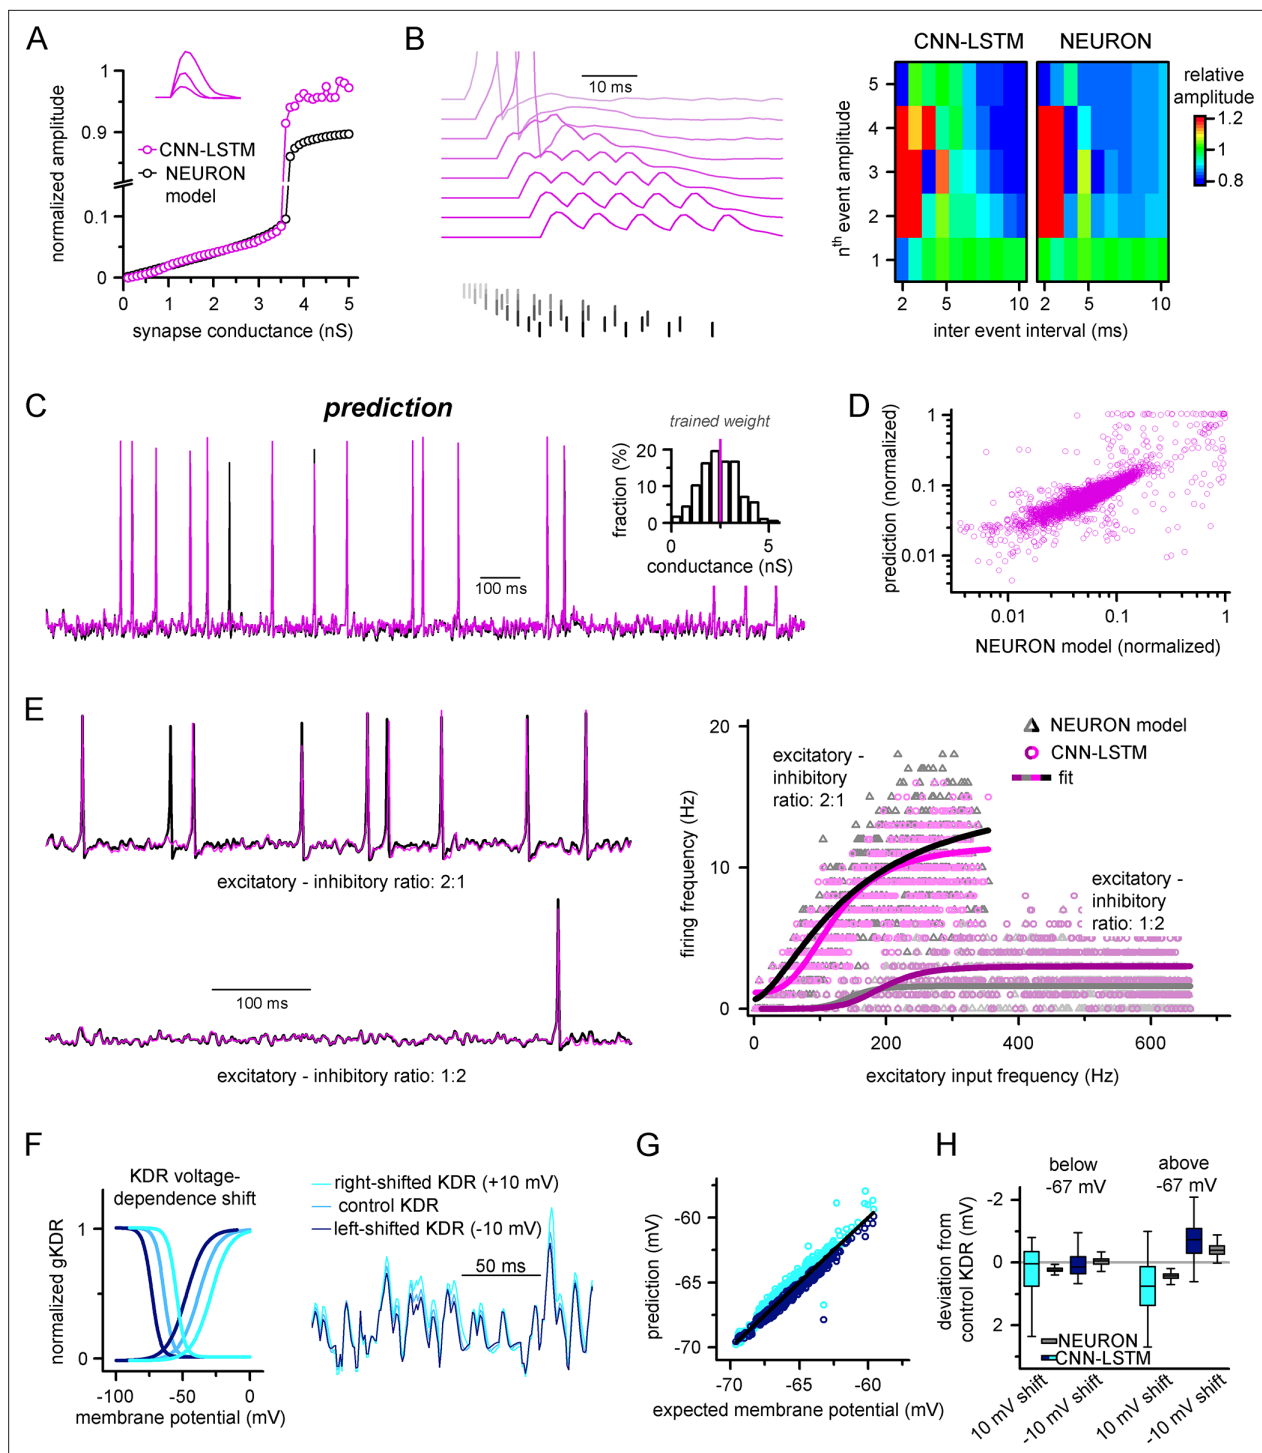 A
normalized amplitude
1
0.9
0.1
0
CNN-LSTM
NEURON
model
0
1
2
3
4
5
synapse conductance (nS)
B
10 ms
CNN-LSTM
NEURON
nth event amplitude
5
4
3
2
1
2
5
10
2
5
10
inter event interval (ms)
relative
amplitude
1.2
1
0.8
C
prediction
100 ms
trained weight
fraction (%)
20
10
0
0
5
conductance (nS)
D
prediction (normalized)
1
0.1
0.01
0.01
0.1
1
NEURON model (normalized)
E
excitatory - inhibitory ratio: 2:1
100 ms
excitatory - inhibitory ratio: 1:2
firing frequency (Hz)
20
10
0
excitatory -
inhibitory
ratio: 2:1
NEURON model
CNN-LSTM
fit
excitatory -
inhibitory
ratio: 1:2
0
200
400
600
excitatory input frequency (Hz)
F
KDR voltage-
dependence shift
normalized gKDR
1
0
-100
-50
0
membrane potential (mV)
right-shifted KDR (+10 mV)
control KDR
left-shifted KDR (-10 mV)
50 ms
G
prediction (mV)
-60
-65
-70
-70
-65
-60
expected membrane potential (mV)
H
below
-67 mV
above
-67 mV
deviation from
control KDR (mV)
-2
0
2
NEURON
CNN-LSTM
10 mV shift
-10 mV shift
10 mV shift
-10 mV shift